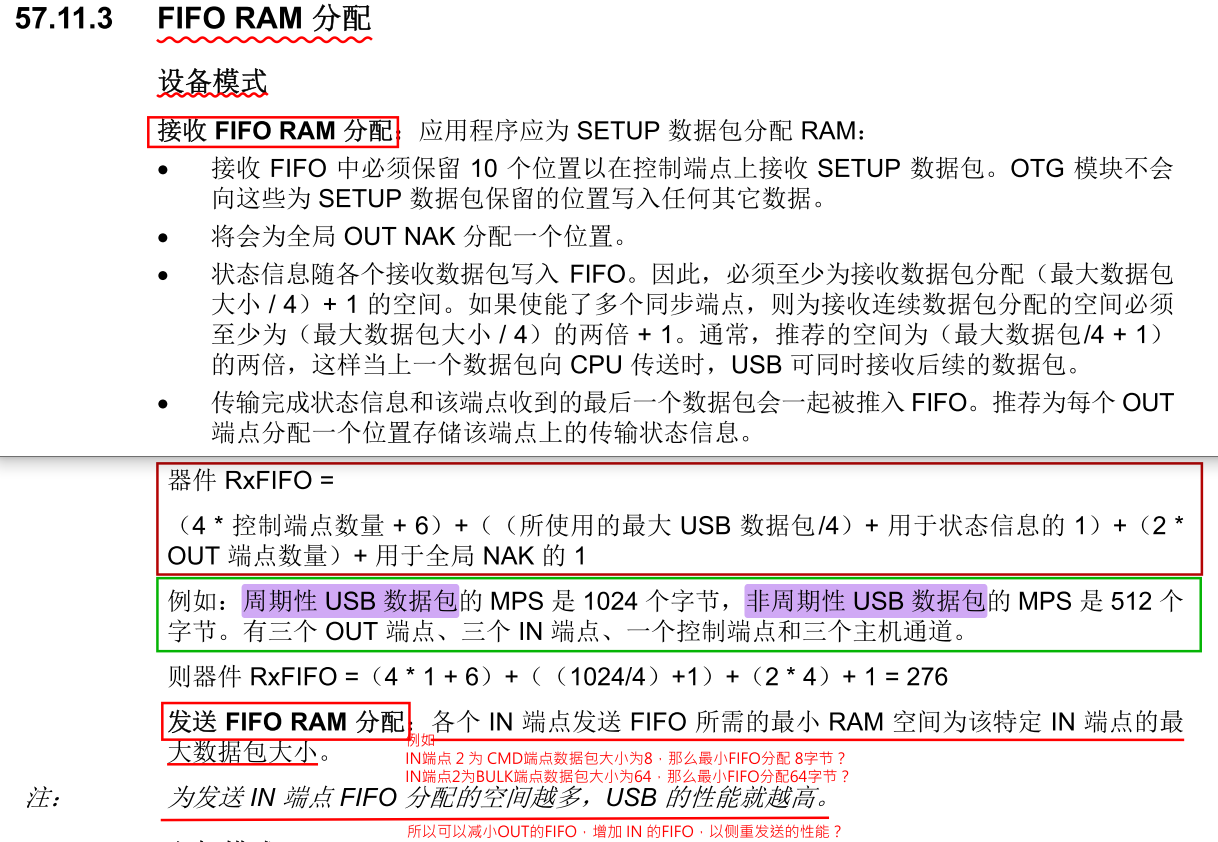 57.11.3 FIFO RAM 分配
设备模式
接收 FIFO RAM 分配：应用程序应为 SETUP 数据包分配 RAM：
• 接收 FIFO 中必须保留 10 个位置以在控制端点上接收 SETUP 数据包。OTG 模块不会
向这些为 SETUP 数据包保留的位置写入任何其它数据。
• 将会为全局 OUT NAK 分配一个位置。
• 状态信息随各个接收数据包写入 FIFO。因此，必须至少为接收数据包分配（最大数据包
大小 / 4）+ 1 的空间。如果使能了多个同步端点，则为接收连续数据包分配的空间必须
至少为（最大数据包大小 / 4）的两倍 + 1。通常，推荐的空间为（最大数据包/4 + 1）
的两倍，这样当上一个数据包向 CPU 传送时，USB 可同时接收后续的数据包。
• 传输完成状态信息和该端点收到的最后一个数据包会一起被推入 FIFO。推荐为每个 OUT
端点分配一个位置存储该端点上的传输状态信息。
器件 RxFIFO =
（4 * 控制端点数量 + 6）+（（所使用的最大 USB 数据包/4）+ 用于状态信息的 1）+（2 *
OUT 端点数量）+ 用于全局 NAK 的 1
例如：周期性 USB 数据包的 MPS 是 1024 个字节，非周期性 USB 数据包的 MPS 是 512 个
字节。有三个 OUT 端点、三个 IN 端点、一个控制端点和三个主机通道。
则器件 RxFIFO =（4 * 1 + 6）+（（1024/4）+1）+（2 * 4）+ 1 = 276
发送 FIFO RAM 分配：各个 IN 端点发送 FIFO 所需的最小 RAM 空间为该特定 IN 端点的最
大数据包大小。
例如
IN端点 2 为 CMD端点数据包大小为8，那么最小FIFO分配 8字节？
IN端点2为BULK端点数据包大小为64，那么最小FIFO分配64字节？
注： 为发送 IN 端点 FIFO 分配的空间越多，USB 的性能就越高。
所以可以减小OUT的FIFO，增加 IN 的FIFO，以侧重发送的性能？